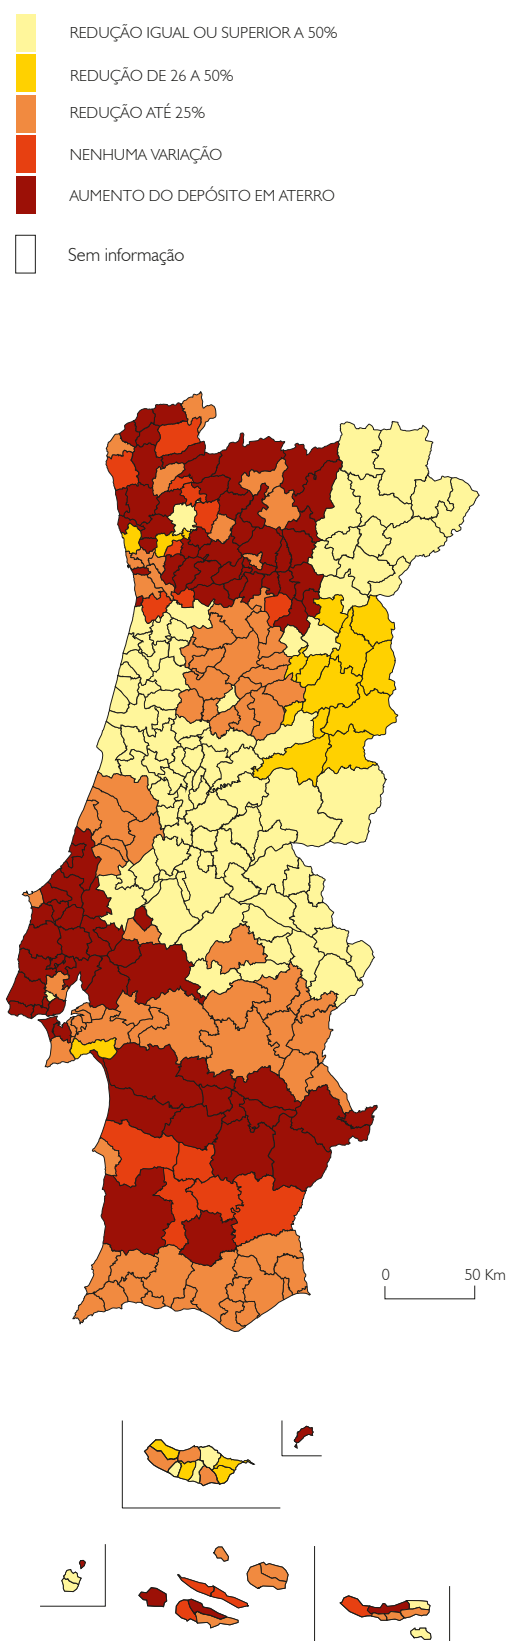 REDUÇÃO IGUAL OU SUPERIOR A 50%
REDUÇÃO DE 26 A 50%
REDUÇÃO ATÉ 25%
NENHUMA VARIAÇÃO
AUMENTO DO DEPÓSITO EM ATERRO
Sem informação
0 50 Km